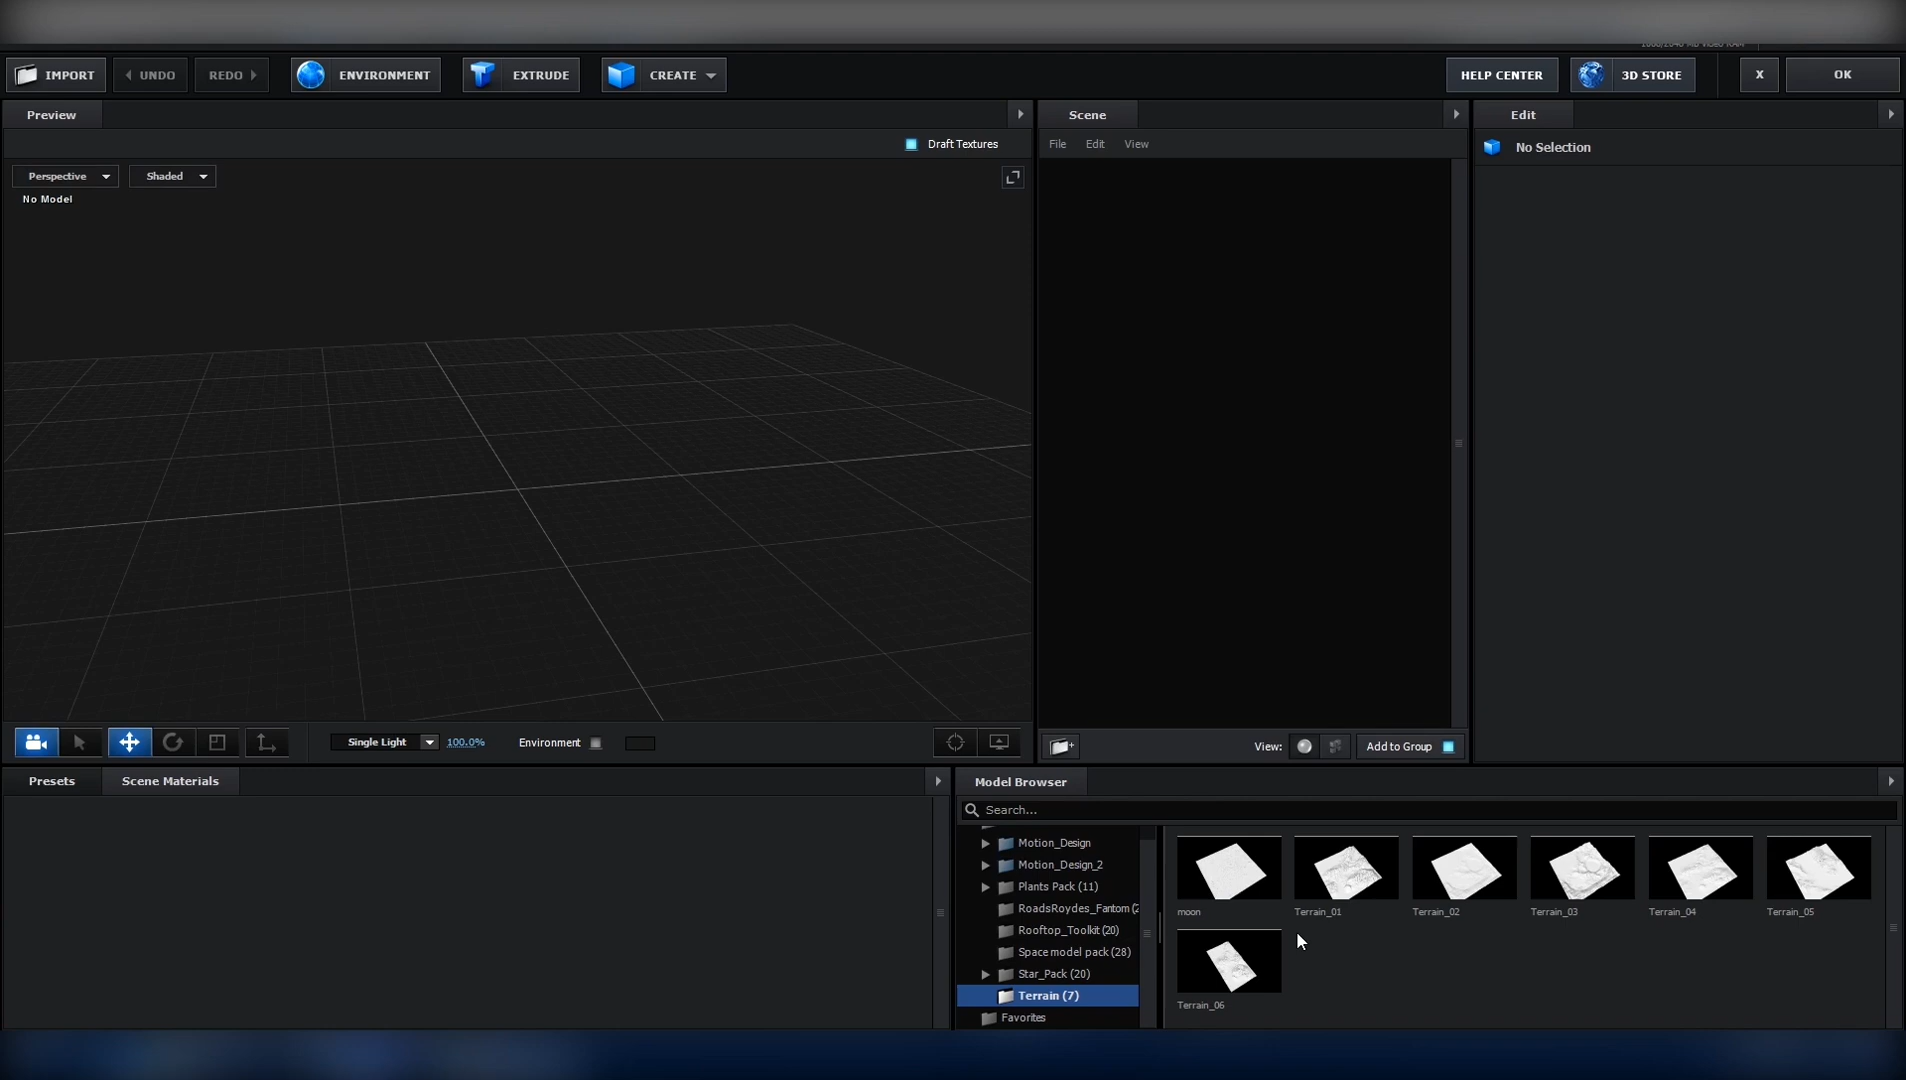 IMPORT UNDO REDO ENVIRONMENT EXTRUDE CREATE HELP CENTER 3D STORE X OK
Preview Scene Edit
Draft Textures File Edit View No Selection
Perspective Shaded
No Model
Single Light 100.0% Environment View: Add to Group
Presets Scene Materials Model Browser
Search...
Motion_Design
Motion_Design_2
Plants Pack (11)
RoadsRoydes_Fantom (2
Rooftop_Toolkit (20)
Space model pack (28)
Star_Pack (20)
Terrain (7)
Favorites
moon Terrain_01 Terrain_02 Terrain_03 Terrain_04 Terrain_05
Terrain_06